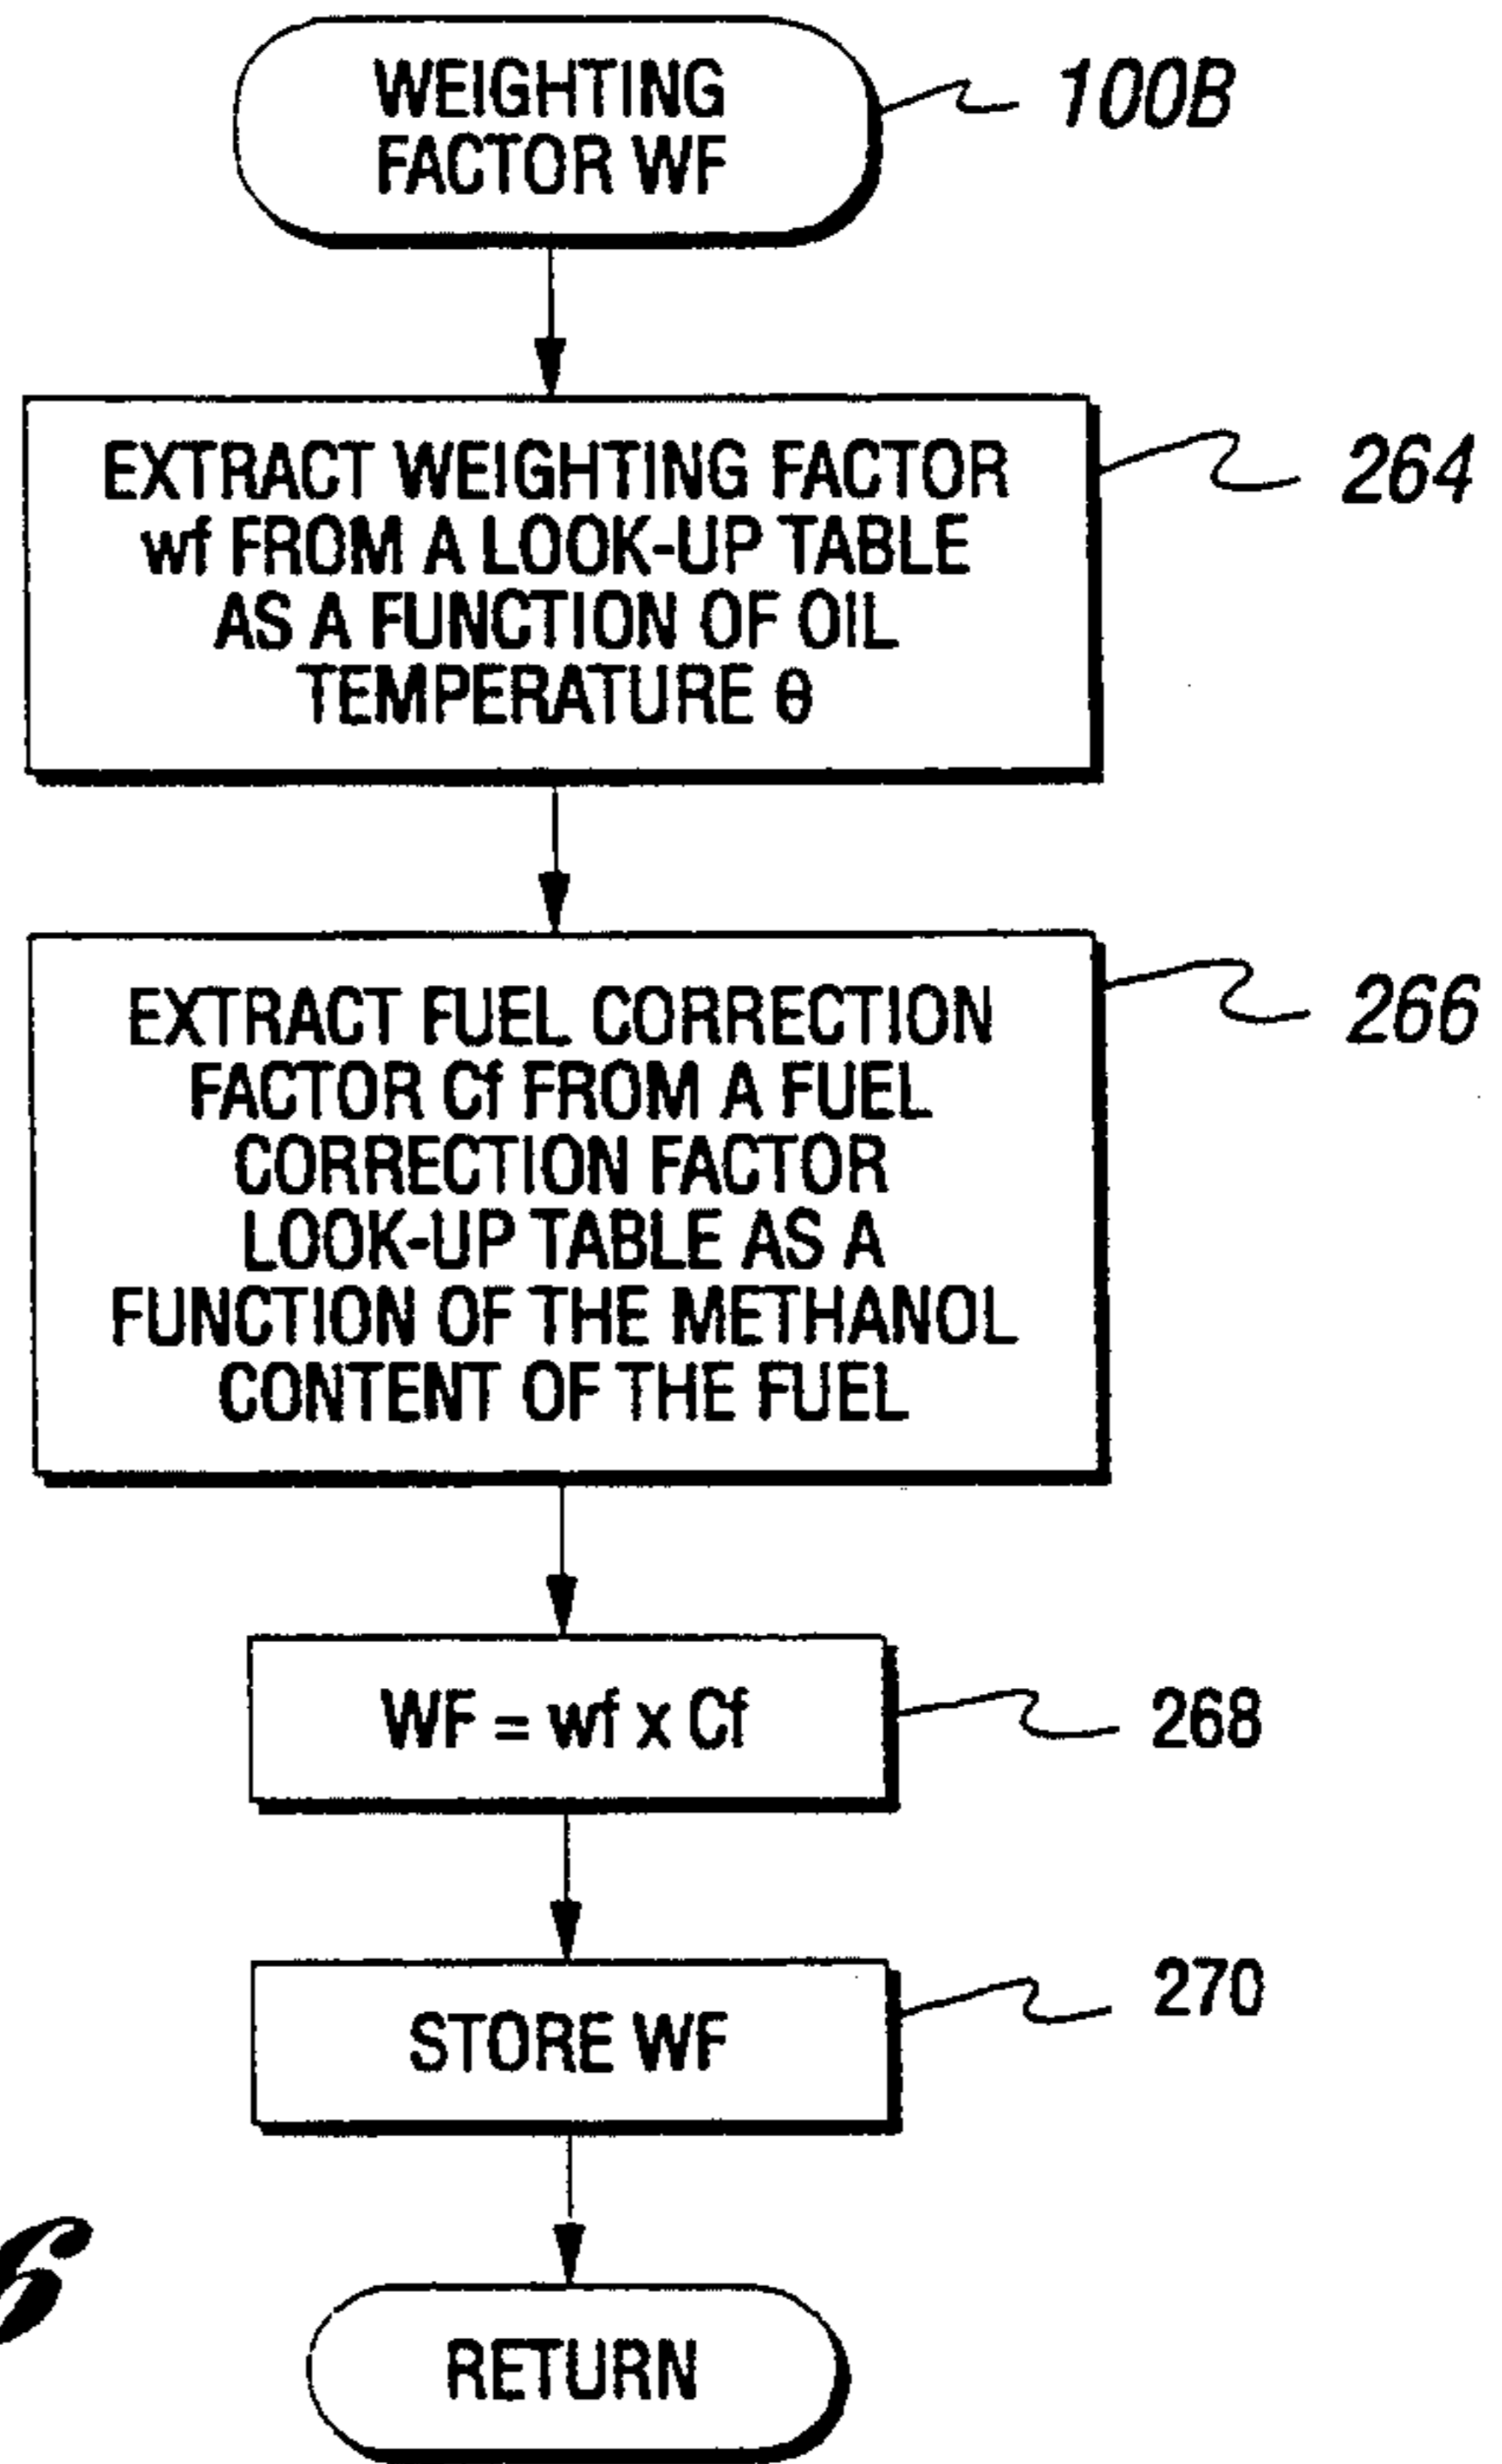 WEIGHTING
FACTOR WF
100B
EXTRACT WEIGHTING FACTOR
wf FROM A LOOK-UP TABLE
AS A FUNCTION OF OIL
TEMPERATURE θ
264
EXTRACT FUEL CORRECTION
FACTOR Cf FROM A FUEL
CORRECTION FACTOR
LOOK-UP TABLE AS A
FUNCTION OF THE METHANOL
CONTENT OF THE FUEL
266
WF = wf x Cf
268
STORE WF
270
6
RETURN